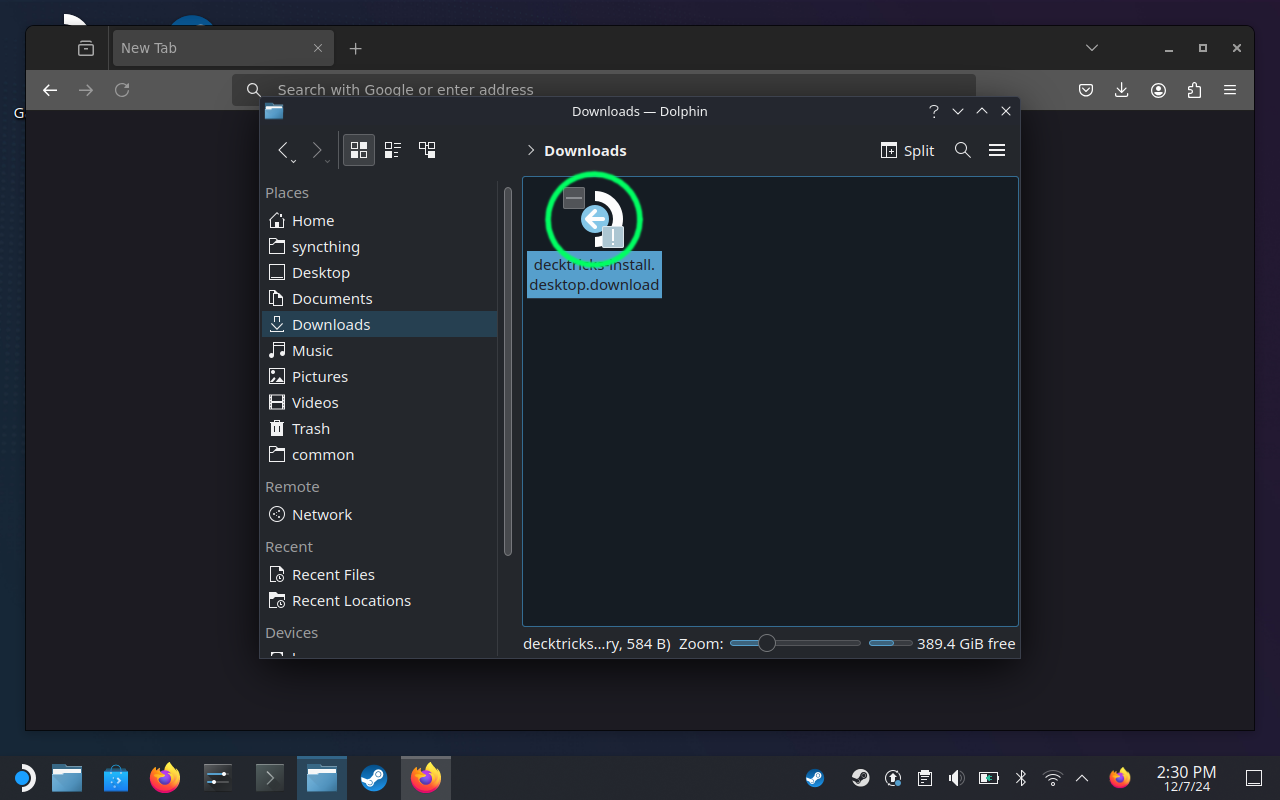 New Tab
Search with Google or enter address
G
Downloads — Dolphin
Downloads
Split
Places
Home
syncthing
Desktop
Documents
Downloads
Music
Pictures
Videos
Trash
common
Remote
Network
Recent
Recent Files
Recent Locations
Devices
decktricks-install.
desktop.download
decktricks...ry, 584 B)
Zoom:
389.4 GiB free
2:30 PM
12/7/24